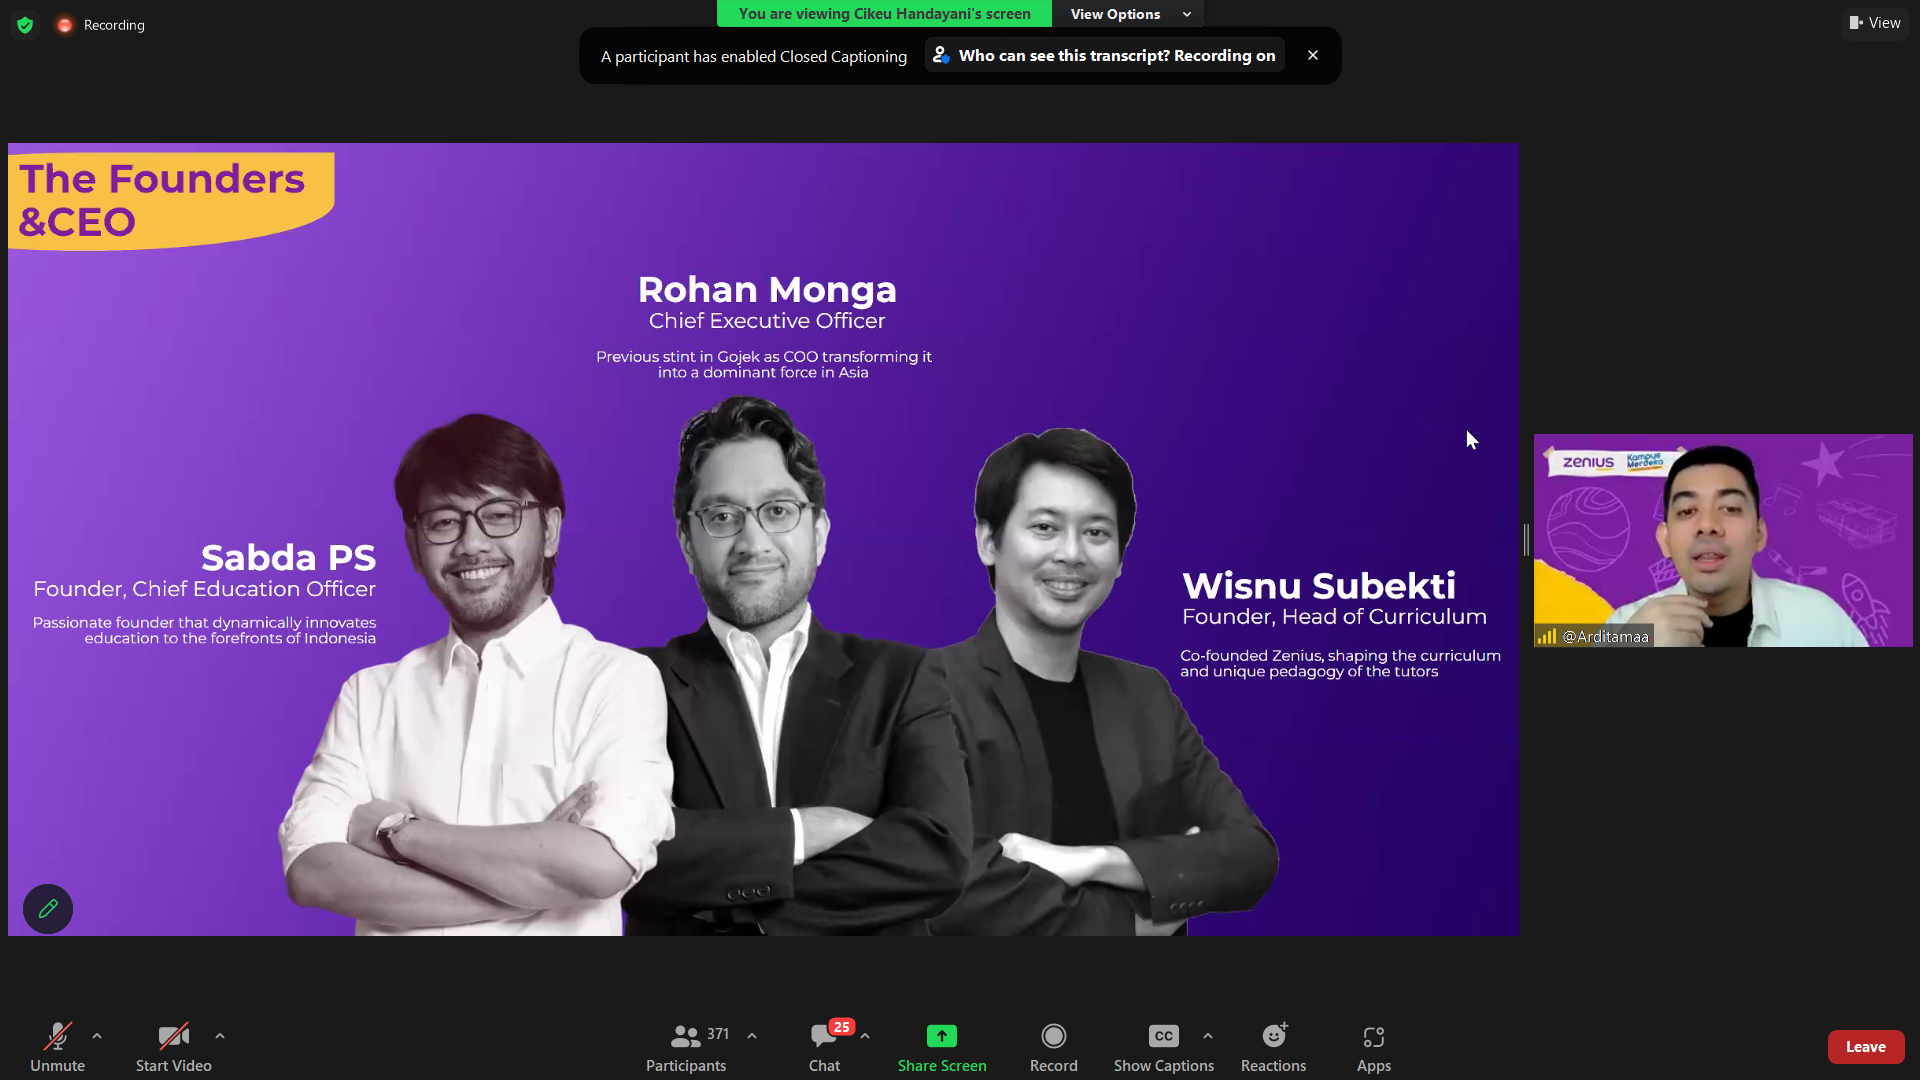 Recording
You are viewing Cikeu Handayani's screen
View Options
View
A participant has enabled Closed Captioning
Who can see this transcript? Recording on
The Founders
&CEO
Rohan Monga
Chief Executive Officer
Previous stint in Gojek as COO transforming it
into a dominant force in Asia
Sabda PS
Founder, Chief Education Officer
Passionate founder that dynamically innovates
education to the forefronts of Indonesia
Wisnu Subekti
Founder, Head of Curriculum
Co-founded Zenius, shaping the curriculum
and unique pedagogy of the tutors
zenius
Kampus
Merdeka
@Arditamaa
Unmute
Start Video
371
Participants
25
Chat
Share Screen
Record
CC
Show Captions
Reactions
Apps
Leave